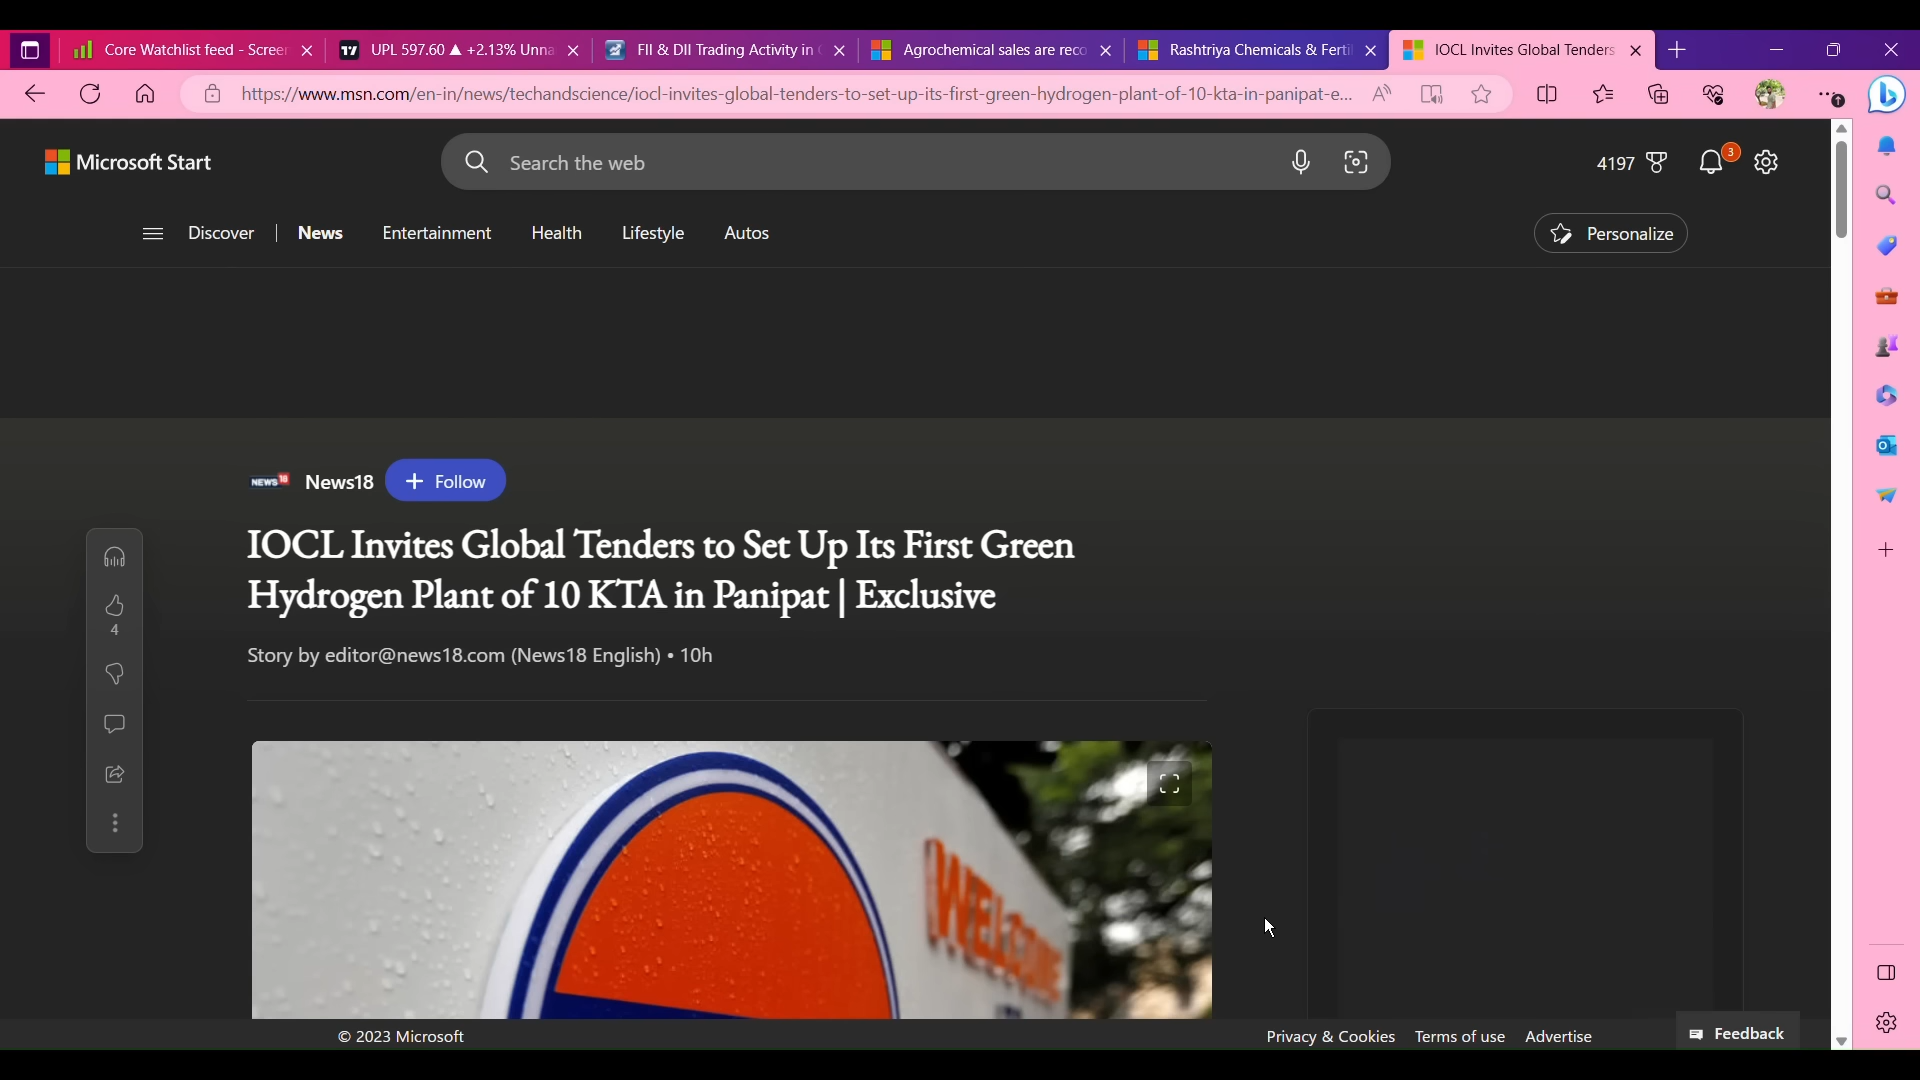 Core Watchlist feed - Screen
UPL 597.60 ▲ +2.13% Unna
FII & DII Trading Activity in
Agrochemical sales are reco
Rashtriya Chemicals & Ferti
IOCL Invites Global Tenders
https://www.msn.com/en-in/news/techandscience/iocl-invites-global-tenders-to-set-up-its-first-green-hydrogen-plant-of-10-kta-in-panipat-e...
Microsoft Start
Search the web
4197
3
Discover
News
Entertainment
Health
Lifestyle
Autos
Personalize
NEWS18
News18
+ Follow
IOCL Invites Global Tenders to Set Up Its First Green
Hydrogen Plant of 10 KTA in Panipat | Exclusive
4
Story by editor@news18.com (News18 English) • 10h
WELCOME
© 2023 Microsoft
Privacy & Cookies
Terms of use
Advertise
Feedback